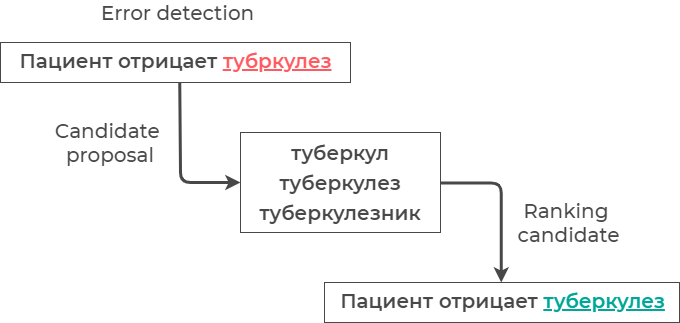 Error detection
Пациент отрицает тубркулез
Candidate
proposal
туберкул
туберкулез
туберкулезник
Ranking
candidate
Пациент отрицает туберкулез